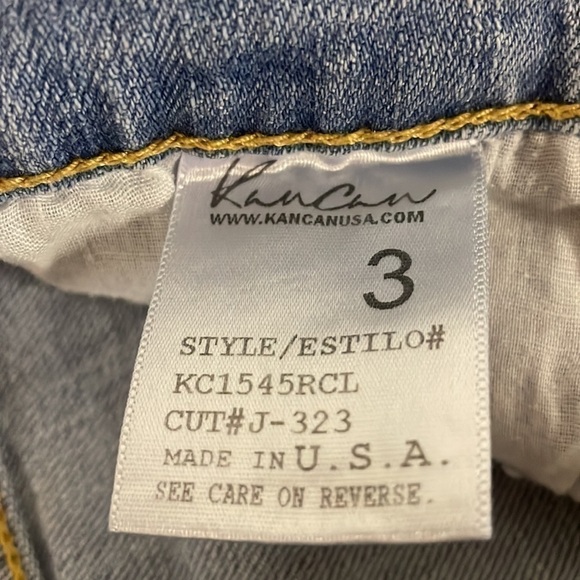 KanCan
WWW.KANCANUSA.COM
3
STYLE/ESTILO#
KC1545RCL
CUT#J-323
MADE IN U.S.A.
SEE CARE ON REVERSE.